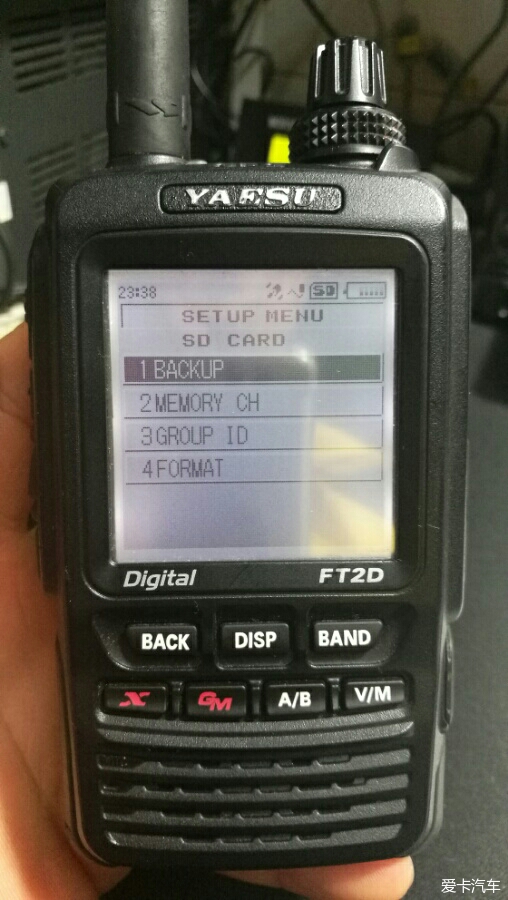 YAESU
23:38 SD
SETUP MENU
SD CARD
1 BACKUP
2 MEMORY CH
3 GROUP ID
4 FORMAT
Digital FT2D
BACK DISP BAND
X GM A/B V/M
爱卡汽车